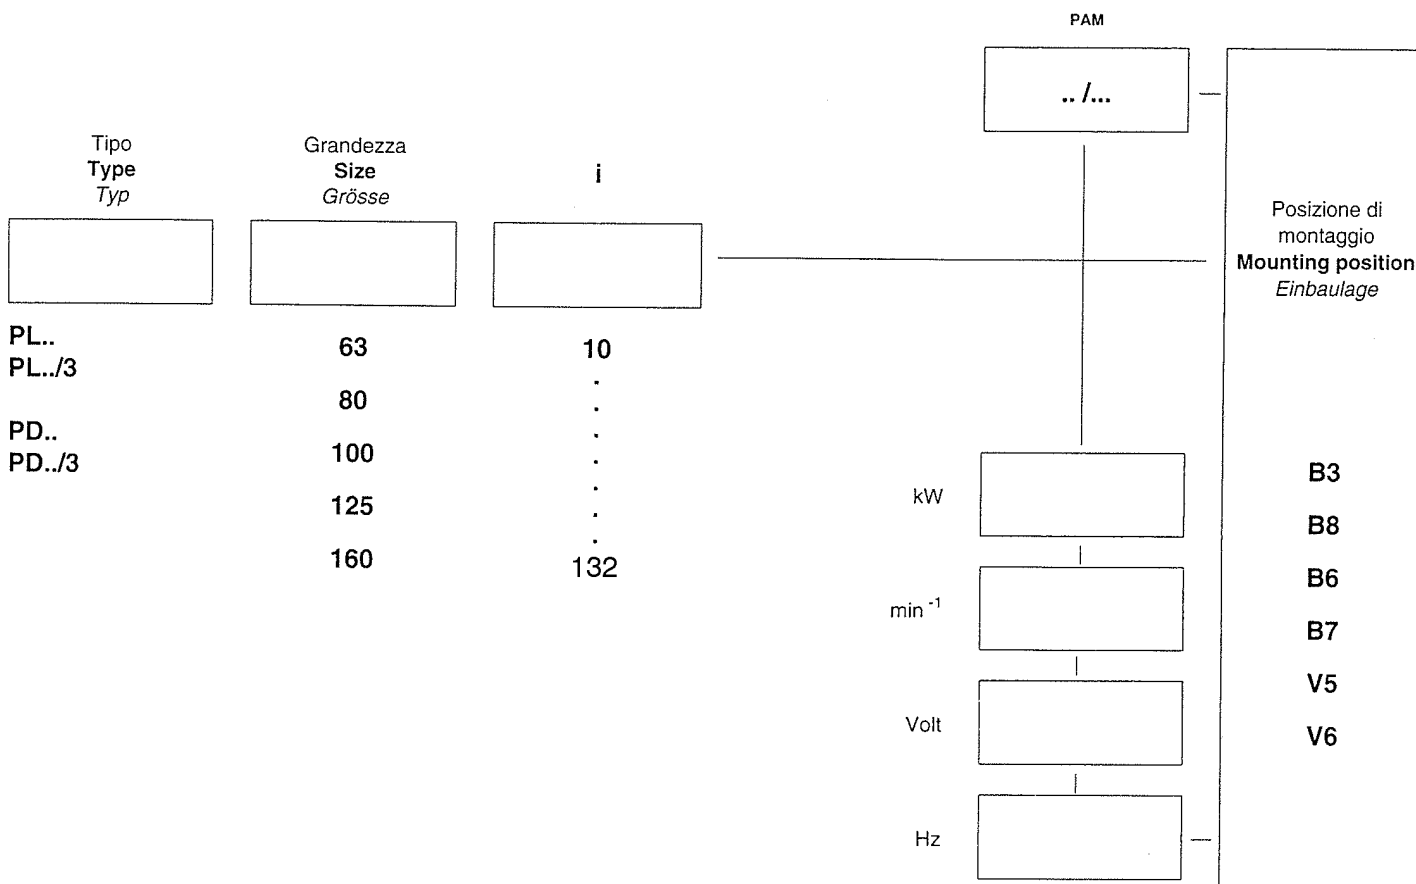 PAM
.. /...
Tipo
Type
Typ
Grandezza
Size
Grösse
i
PL..
PL../3
PD..
PD../3
63
80
100
125
160
10
.
.
.
.
.
.
.
132
Posizione di
montaggio
Mounting position
Einbaulage
kW
min -1
Volt
Hz
B3
B8
B6
B7
V5
V6